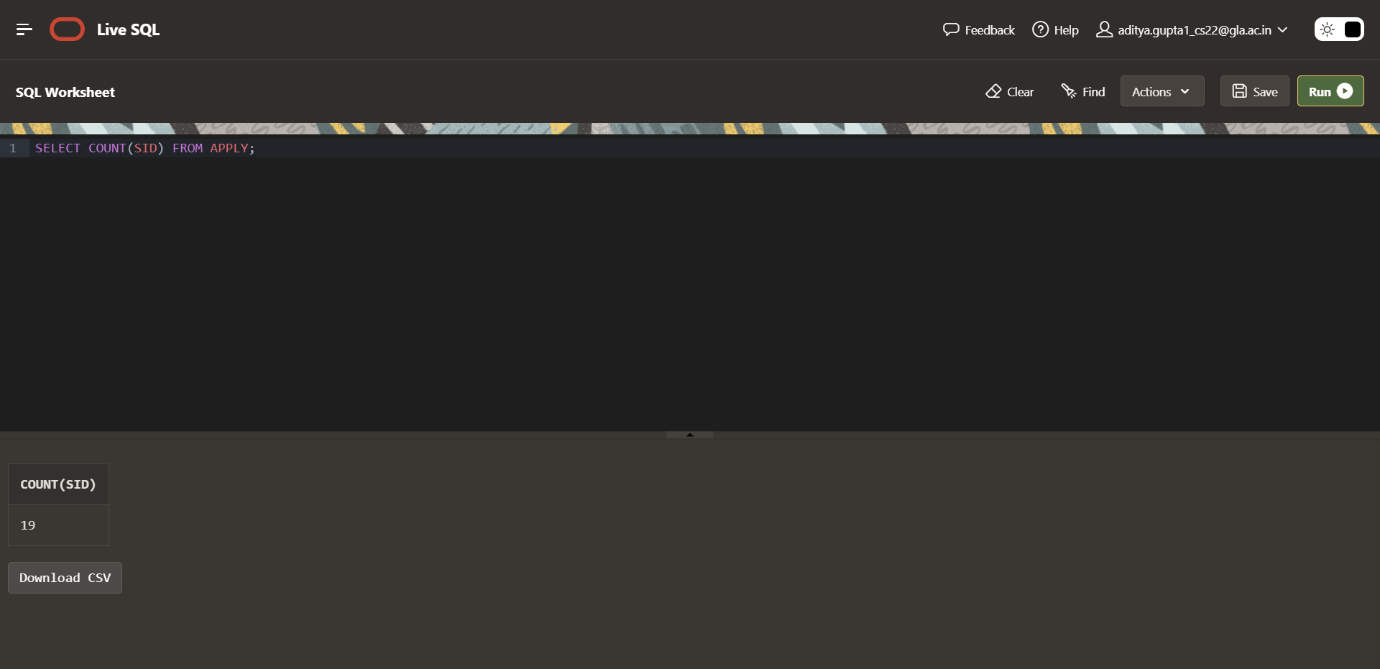 Live SQL
Feedback
Help
aditya.gupta1_cs22@gla.ac.in
SQL Worksheet
Clear
Find
Actions
Save
Run
1
SELECT COUNT(SID) FROM APPLY;
COUNT(SID)
19
Download CSV